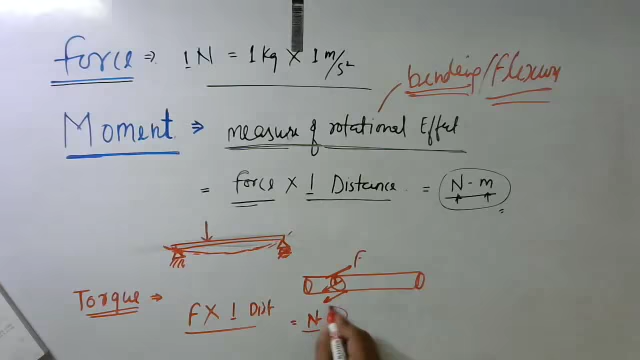 Force ⇒ 1 N = 1 kg × 1 m/s²
bending/Flexure
Moment ⇒ measure of rotational Effect
= force × ⊥ Distance = N-m
F
Torque ⇒ F × ⊥ Dist = N